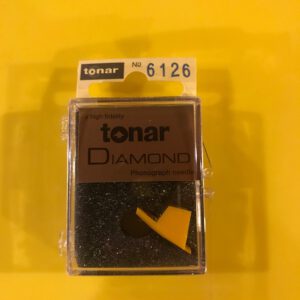 tonar No. 6126
a high fidelity
tonar
DIAMOND
Phonograph needle